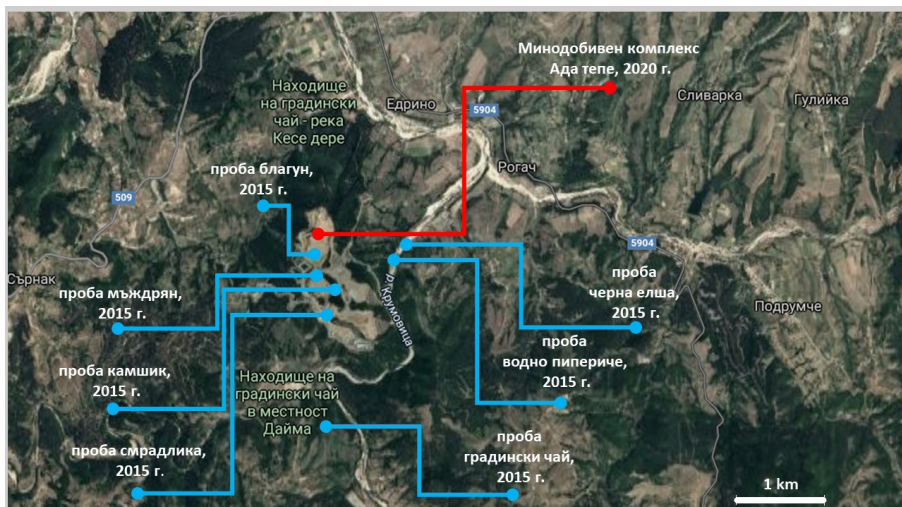 Минодобивен комплекс
Ада тепе, 2020 г.
Находище
на градински
чай - река
Кесе дере
Едрино
5904
Сливарка
Гулийка
Рогач
проба благун,
2015 г.
509
5904
Сърнак
проба мъждрян,
2015 г.
р. Крумовица
проба
черна елша,
2015 г.
Подрумче
проба камшик,
2015 г.
проба
водно пипериче,
2015 г.
Находище на
градински чай
в местност
Дайма
проба смрадлика,
2015 г.
проба
градински чай,
2015 г.
1 km